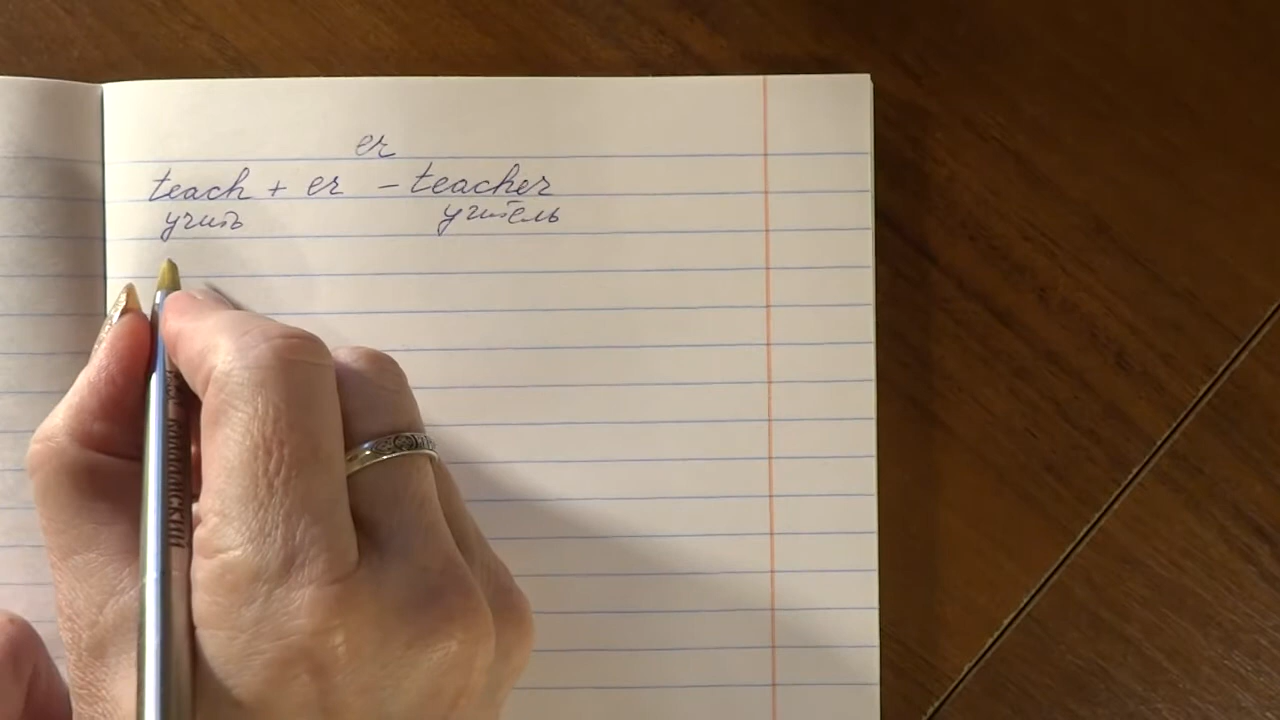 er
teach + er - teacher
учить учитель